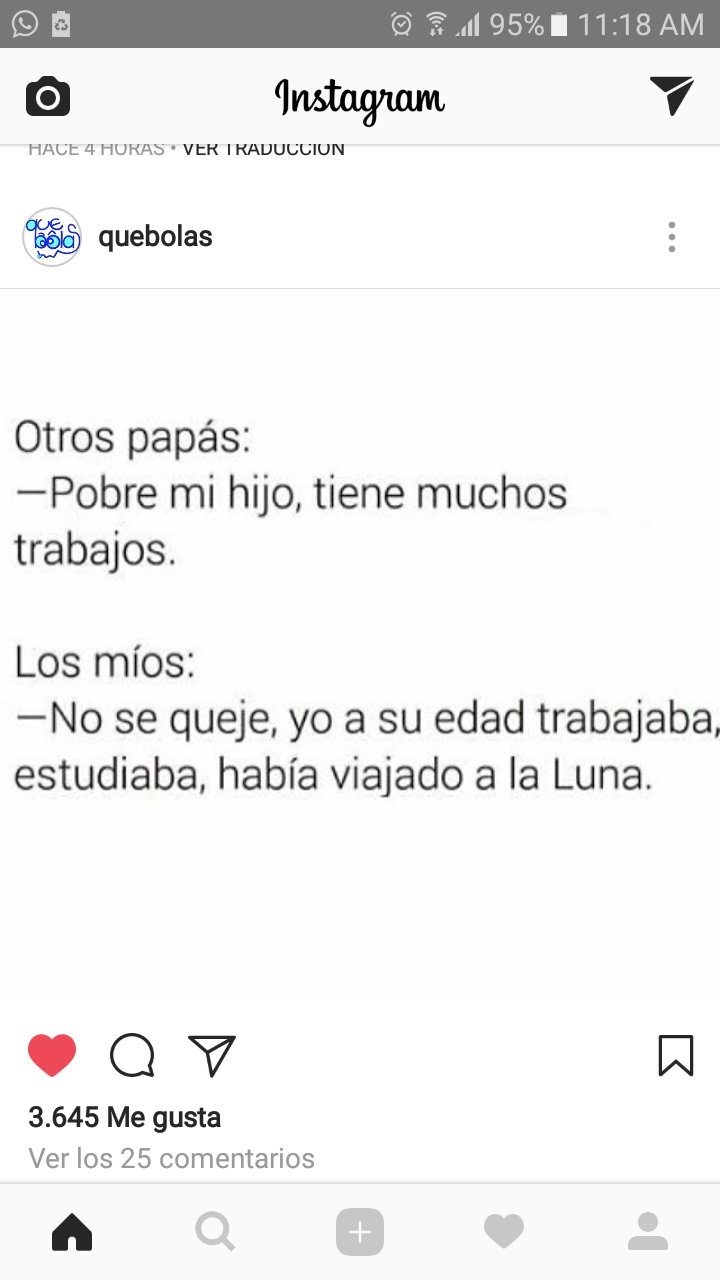 95% 11:18 AM
Instagram
HACE 4 HORAS • VER TRADUCCIÓN
que bolas
quebolas
Otros papás:
—Pobre mi hijo, tiene muchos
trabajos.
Los míos:
—No se queje, yo a su edad trabajaba,
estudiaba, había viajado a la Luna.
3.645 Me gusta
Ver los 25 comentarios